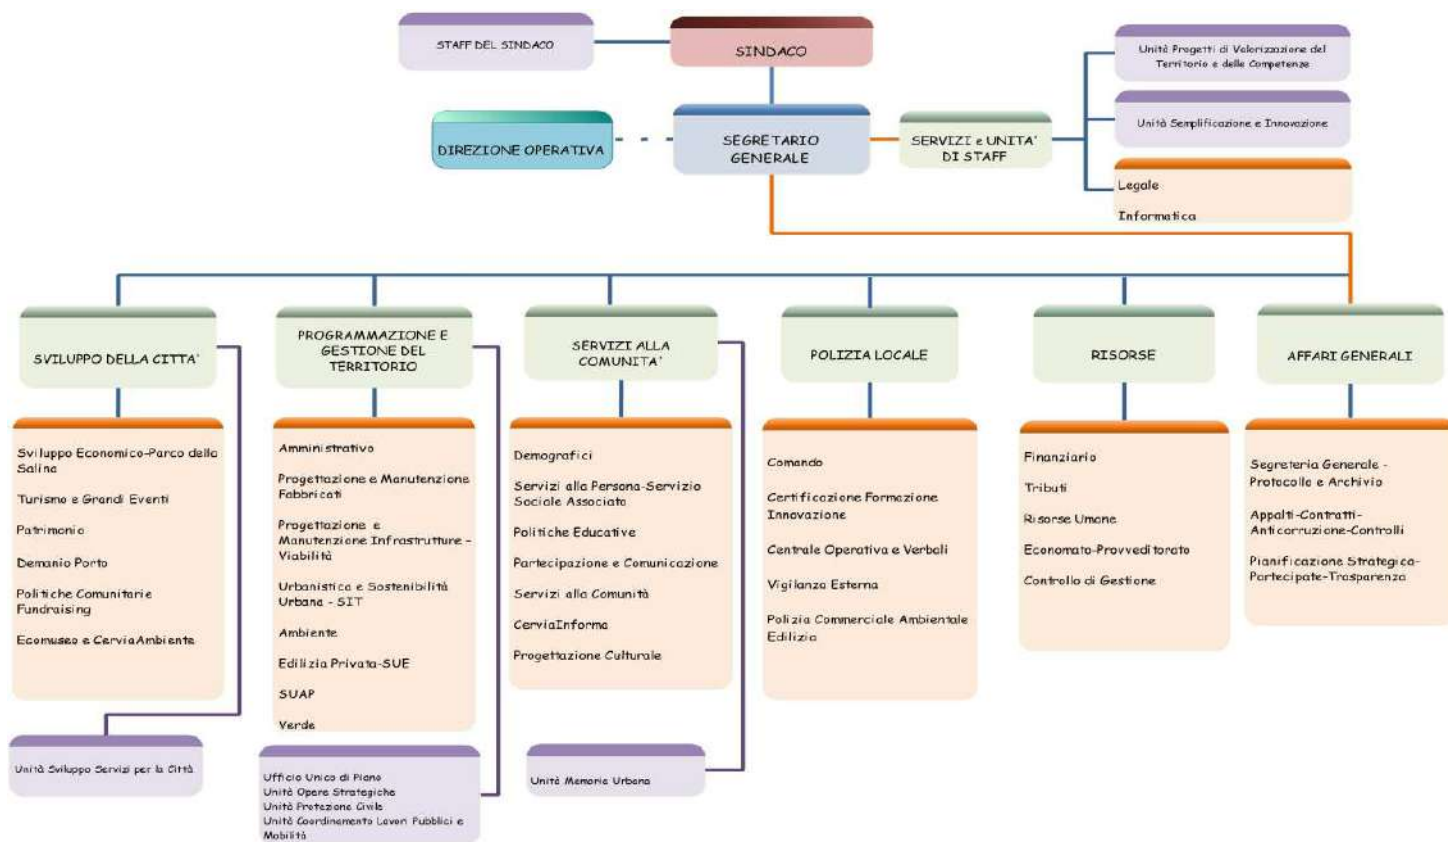 STAFF DEL SINDACO
SINDACO
Unità Progetti di Valorizzazione del
Territorio e delle Competenze
Unità Semplificazione e Innovazione
DIREZIONE OPERATIVA
SEGRETARIO
GENERALE
SERVIZI e UNITA'
DI STAFF
Legale
Informatica
SVILUPPO DELLA CITTA'
PROGRAMMAZIONE E
GESTIONE DEL
TERRITORIO
SERVIZI ALLA
COMUNITA'
POLIZIA LOCALE
RISORSE
AFFARI GENERALI
Sviluppo Economico-Parco della
Salina
Turismo e Grandi Eventi
Patrimonio
Demanio Porto
Politiche Comunitarie
Fundraising
Ecomuseo e CerviaAmbiente
Amministrativo
Progettazione e Manutenzione
Fabbricati
Progettazione e
Manutenzione Infrastrutture -
Viabilità
Urbanistica e Sostenibilità
Urbana - SIT
Ambiente
Edilizia Privata-SUE
SUAP
Verde
Demografici
Servizi alla Persona-Servizio
Sociale Associato
Politiche Educative
Partecipazione e Comunicazione
Servizi alla Comunità
CerviaInforma
Progettazione Culturale
Comando
Certificazione Formazione
Innovazione
Centrale Operativa e Verbali
Vigilanza Esterna
Polizia Commerciale Ambientale
Edilizia
Finanziario
Tributi
Risorse Umane
Economato-Provveditorato
Controllo di Gestione
Segreteria Generale -
Protocollo e Archivio
Appalti-Contratti-
Anticorruzione-Controlli
Pianificazione Strategica-
Partecipate-Trasparenza
Unità Sviluppo Servizi per la Città
Ufficio Unico di Piano
Unità Opere Strategiche
Unità Protezione Civile
Unità Coordinamento Lavori Pubblici e
Mobilità
Unità Memoria Urbana